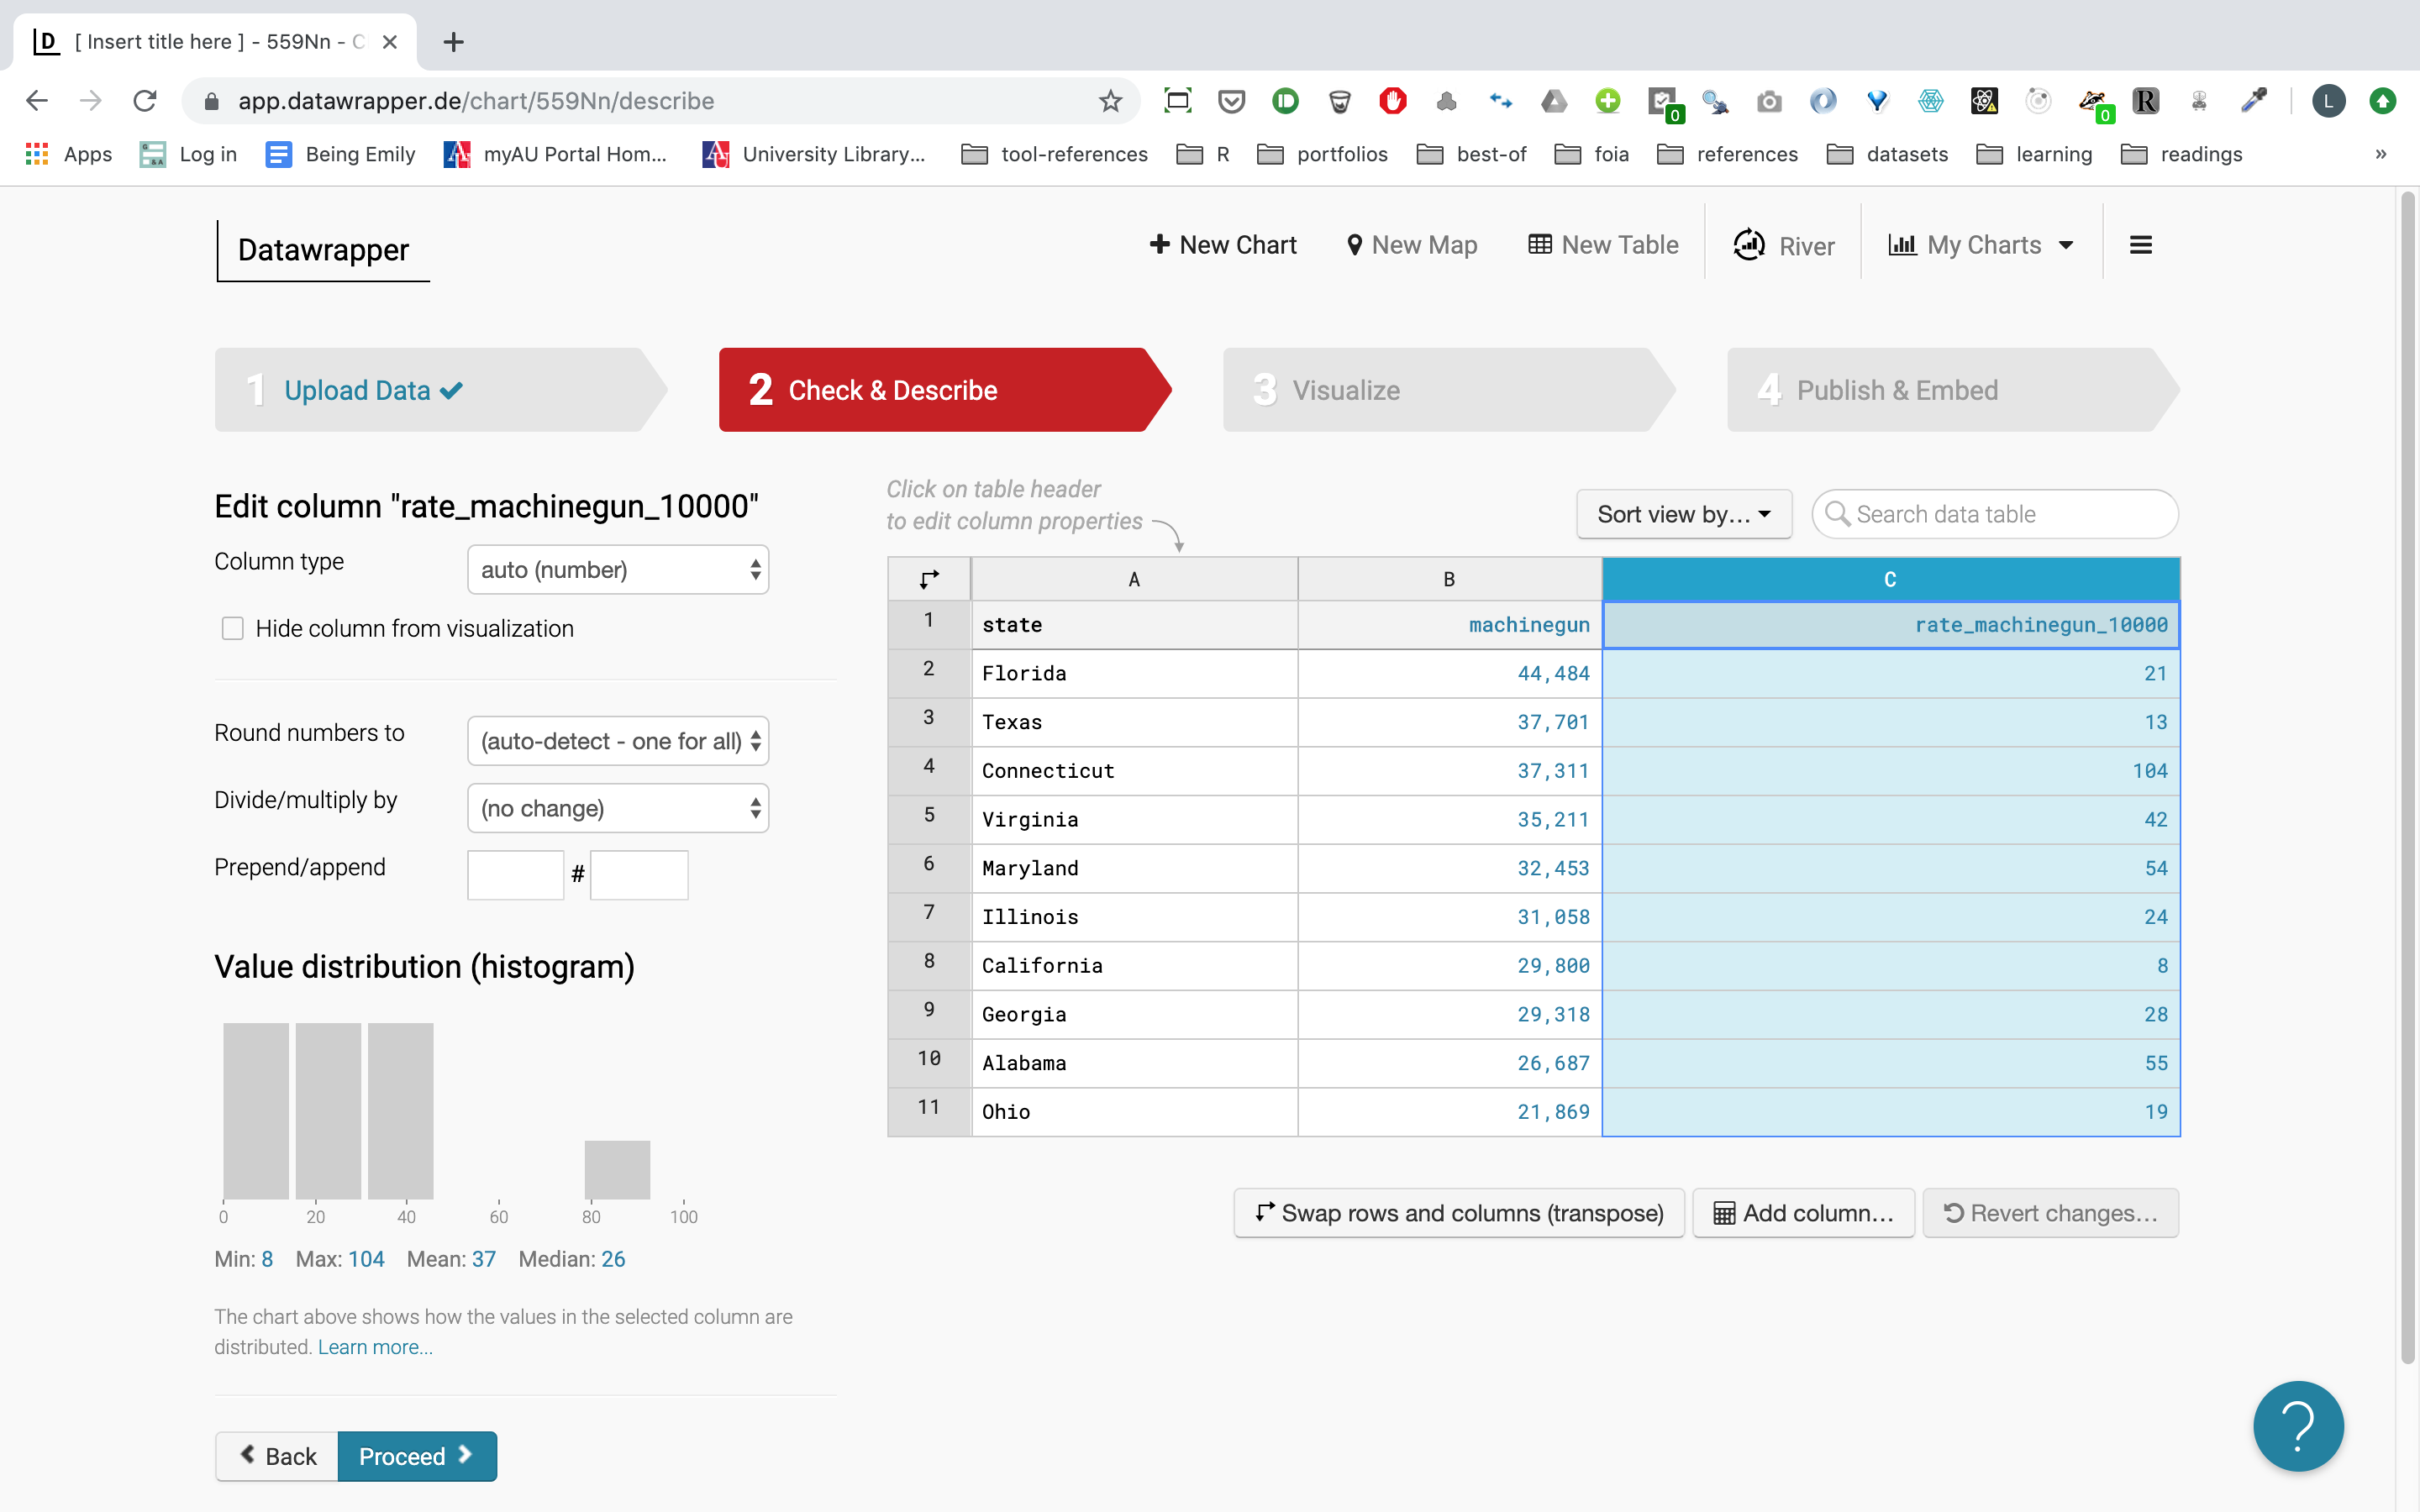 D [ Insert title here ] - 559Nn - C
app.datawrapper.de/chart/559Nn/describe
0
0
R
L
Apps
Log in
Being Emily
myAU Portal Hom...
University Library...
tool-references
R
portfolios
best-of
foia
references
datasets
learning
readings
»
Datawrapper
New Chart
New Map
New Table
River
My Charts
1 Upload Data
2 Check & Describe
3 Visualize
4 Publish & Embed
Edit column "rate_machinegun_10000"
Column type
auto (number)
Hide column from visualization
Round numbers to
(auto-detect - one for all)
Divide/multiply by
(no change)
Prepend/append
#
Value distribution (histogram)
0 20 40 60 80 100
Min: 8 Max: 104 Mean: 37 Median: 26
The chart above shows how the values in the selected column are
distributed. Learn more...
Back
Proceed
Click on table header
to edit column properties
Sort view by...
Search data table
A B C
1 state machinegun rate_machinegun_10000
2 Florida 44,484 21
3 Texas 37,701 13
4 Connecticut 37,311 104
5 Virginia 35,211 42
6 Maryland 32,453 54
7 Illinois 31,058 24
8 California 29,800 8
9 Georgia 29,318 28
10 Alabama 26,687 55
11 Ohio 21,869 19
Swap rows and columns (transpose)
Add column...
Revert changes...
?